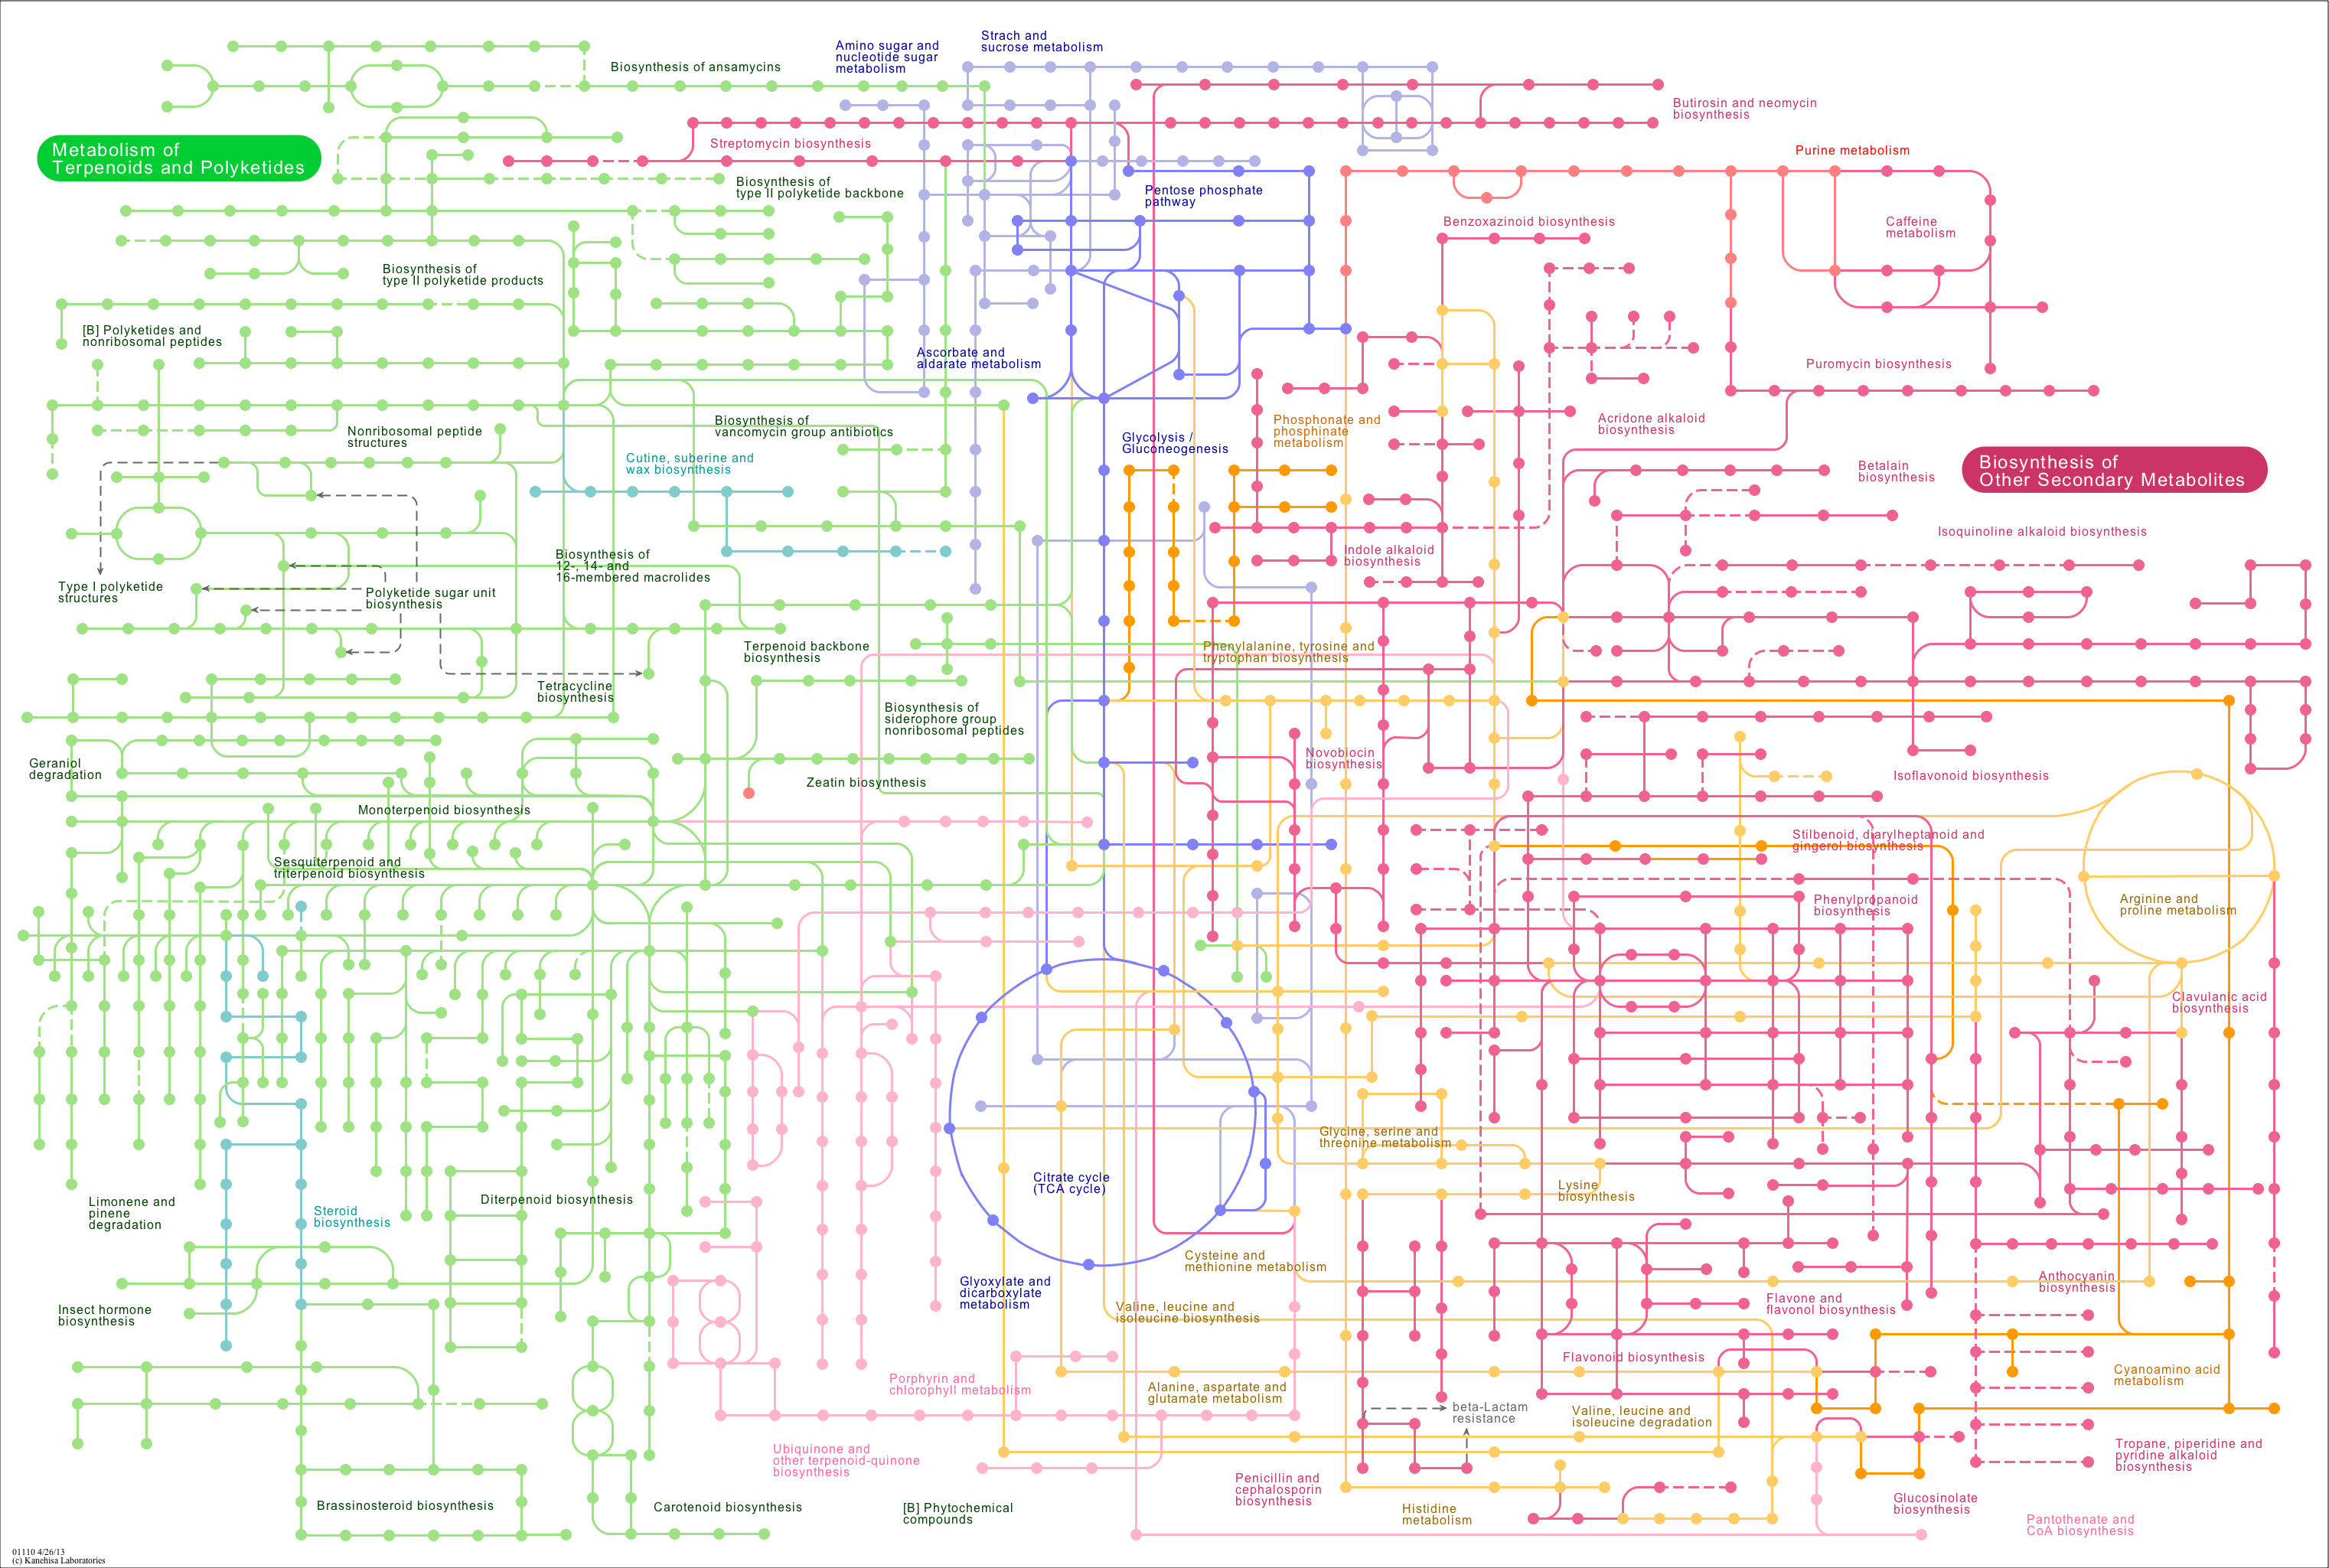 Strach and
sucrose metabolism
Amino sugar and
nucleotide sugar
metabolism
Biosynthesis of ansamycins
Butirosin and neomycin
biosynthesis
Metabolism of
Terpenoids and Polyketides
Streptomycin biosynthesis
Purine metabolism
Biosynthesis of
type II polyketide backbone
Pentose phosphate
pathway
Benzoxazinoid biosynthesis
Caffeine
metabolism
Biosynthesis of
type II polyketide products
[B] Polyketides and
nonribosomal peptides
Ascorbate and
aldarate metabolism
Puromycin biosynthesis
Nonribosomal peptide
structures
Biosynthesis of
vancomycin group antibiotics
Glycolysis /
Gluconeogenesis
Phosphonate and
phosphinate
metabolism
Acridone alkaloid
biosynthesis
Cutine, suberine and
wax biosynthesis
Betalain
biosynthesis
Biosynthesis of
Other Secondary Metabolites
Isoquinoline alkaloid biosynthesis
Indole alkaloid
biosynthesis
Biosynthesis of
12-, 14- and
16-membered macrolides
Type I polyketide
structures
Polyketide sugar unit
biosynthesis
Terpenoid backbone
biosynthesis
Phenylalanine, tyrosine and
tryptophan biosynthesis
Tetracycline
biosynthesis
Biosynthesis of
siderophore group
nonribosomal peptides
Geraniol
degradation
Novobiocin
biosynthesis
Isoflavonoid biosynthesis
Zeatin biosynthesis
Monoterpenoid biosynthesis
Stilbenoid, diarylheptanoid and
gingerol biosynthesis
Sesquiterpenoid and
triterpenoid biosynthesis
Phenylpropanoid
biosynthesis
Arginine and
proline metabolism
Clavulanic acid
biosynthesis
Glycine, serine and
threonine metabolism
Citrate cycle
(TCA cycle)
Lysine
biosynthesis
Limonene and
pinene
degradation
Steroid
biosynthesis
Diterpenoid biosynthesis
Cysteine and
methionine metabolism
Glyoxylate and
dicarboxylate
metabolism
Anthocyanin
biosynthesis
Insect hormone
biosynthesis
Valine, leucine and
isoleucine biosynthesis
Flavone and
flavonol biosynthesis
Flavonoid biosynthesis
Cyanoamino acid
metabolism
Porphyrin and
chlorophyll metabolism
Alanine, aspartate and
glutamate metabolism
beta-Lactam
resistance
Valine, leucine and
isoleucine degradation
Ubiquinone and
other terpenoid-quinone
biosynthesis
Tropane, piperidine and
pyridine alkaloid
biosynthesis
Penicillin and
cephalosporin
biosynthesis
Brassinosteroid biosynthesis
Carotenoid biosynthesis
[B] Phytochemical
compounds
Histidine
metabolism
Glucosinolate
biosynthesis
Pantothenate and
CoA biosynthesis
01110 4/26/13
(c) Kanehisa Laboratories